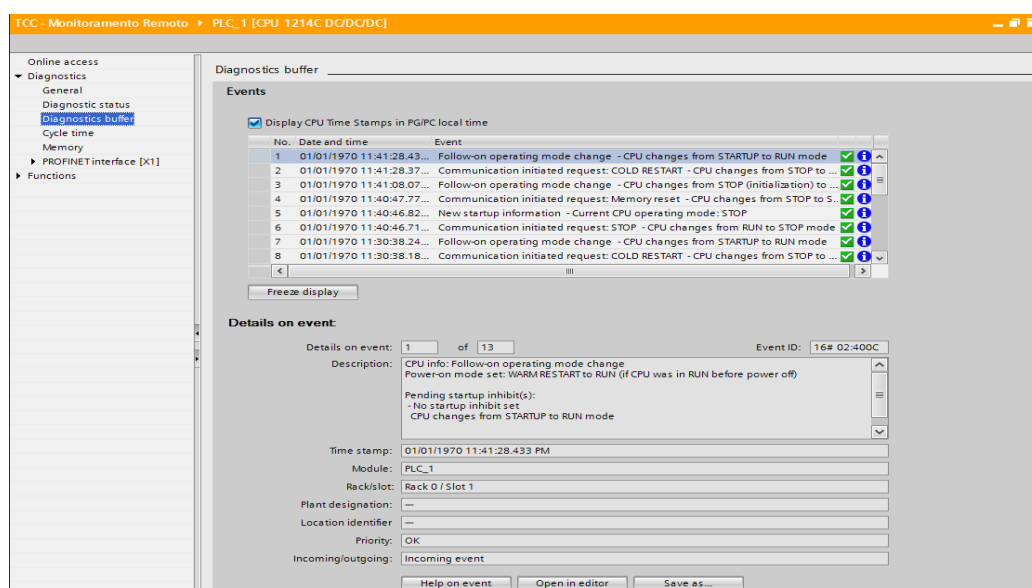 TCC - Monitoramento Remoto ▸ PLC_1 [CPU 1214C DC/DC/DC]
Online access
Diagnostics
General
Diagnostic status
Diagnostics buffer
Cycle time
Memory
PROFINET interface [X1]
Functions
Diagnostics buffer
Events
Display CPU Time Stamps in PG/PC local time
No. Date and time Event
1 01/01/1970 11:41:28.43... Follow-on operating mode change - CPU changes from STARTUP to RUN mode
2 01/01/1970 11:41:28.37... Communication initiated request: COLD RESTART - CPU changes from STOP to ...
3 01/01/1970 11:41:08.07... Follow-on operating mode change - CPU changes from STOP (initialization) to ...
4 01/01/1970 11:40:47.77... Communication initiated request: Memory reset - CPU changes from STOP to S..
5 01/01/1970 11:40:46.82... New startup information - Current CPU operating mode: STOP
6 01/01/1970 11:40:46.71... Communication initiated request: STOP - CPU changes from RUN to STOP mode
7 01/01/1970 11:30:38.24... Follow-on operating mode change - CPU changes from STARTUP to RUN mode
8 01/01/1970 11:30:38.18... Communication initiated request: COLD RESTART - CPU changes from STOP to ...
Freeze display
Details on event:
Details on event: 1 of 13 Event ID: 16# 02:400C
Description: CPU info: Follow-on operating mode change
Power-on mode set: WARM RESTART to RUN (if CPU was in RUN before power off)
Pending startup inhibit(s):
- No startup inhibit set
CPU changes from STARTUP to RUN mode
Time stamp: 01/01/1970 11:41:28.433 PM
Module: PLC_1
Rack/slot: Rack 0 / Slot 1
Plant designation: —
Location identifier —
Priority: OK
Incoming/outgoing: Incoming event
Help on event Open in editor Save as...